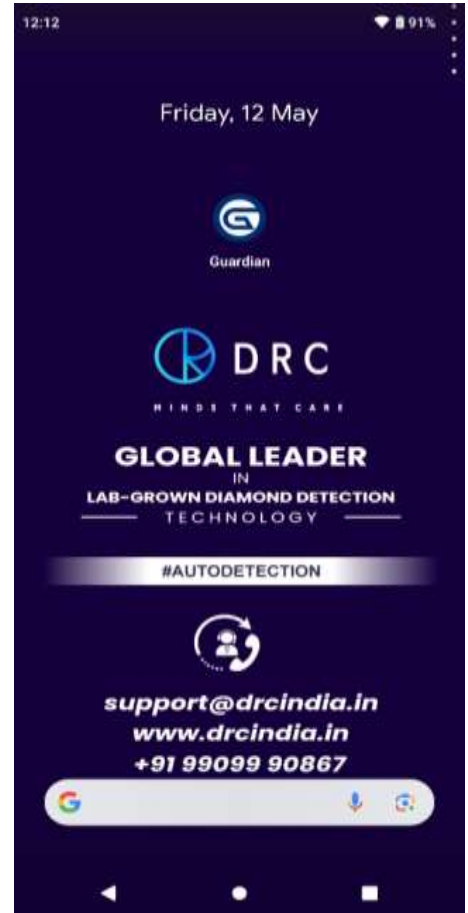 12:12
91%
Friday, 12 May
Guardian
DRC
MINDS THAT CARE
GLOBAL LEADER
IN
LAB-GROWN DIAMOND DETECTION
TECHNOLOGY
#AUTODETECTION
support@drcindia.in
www.drcindia.in
+91 99099 90867